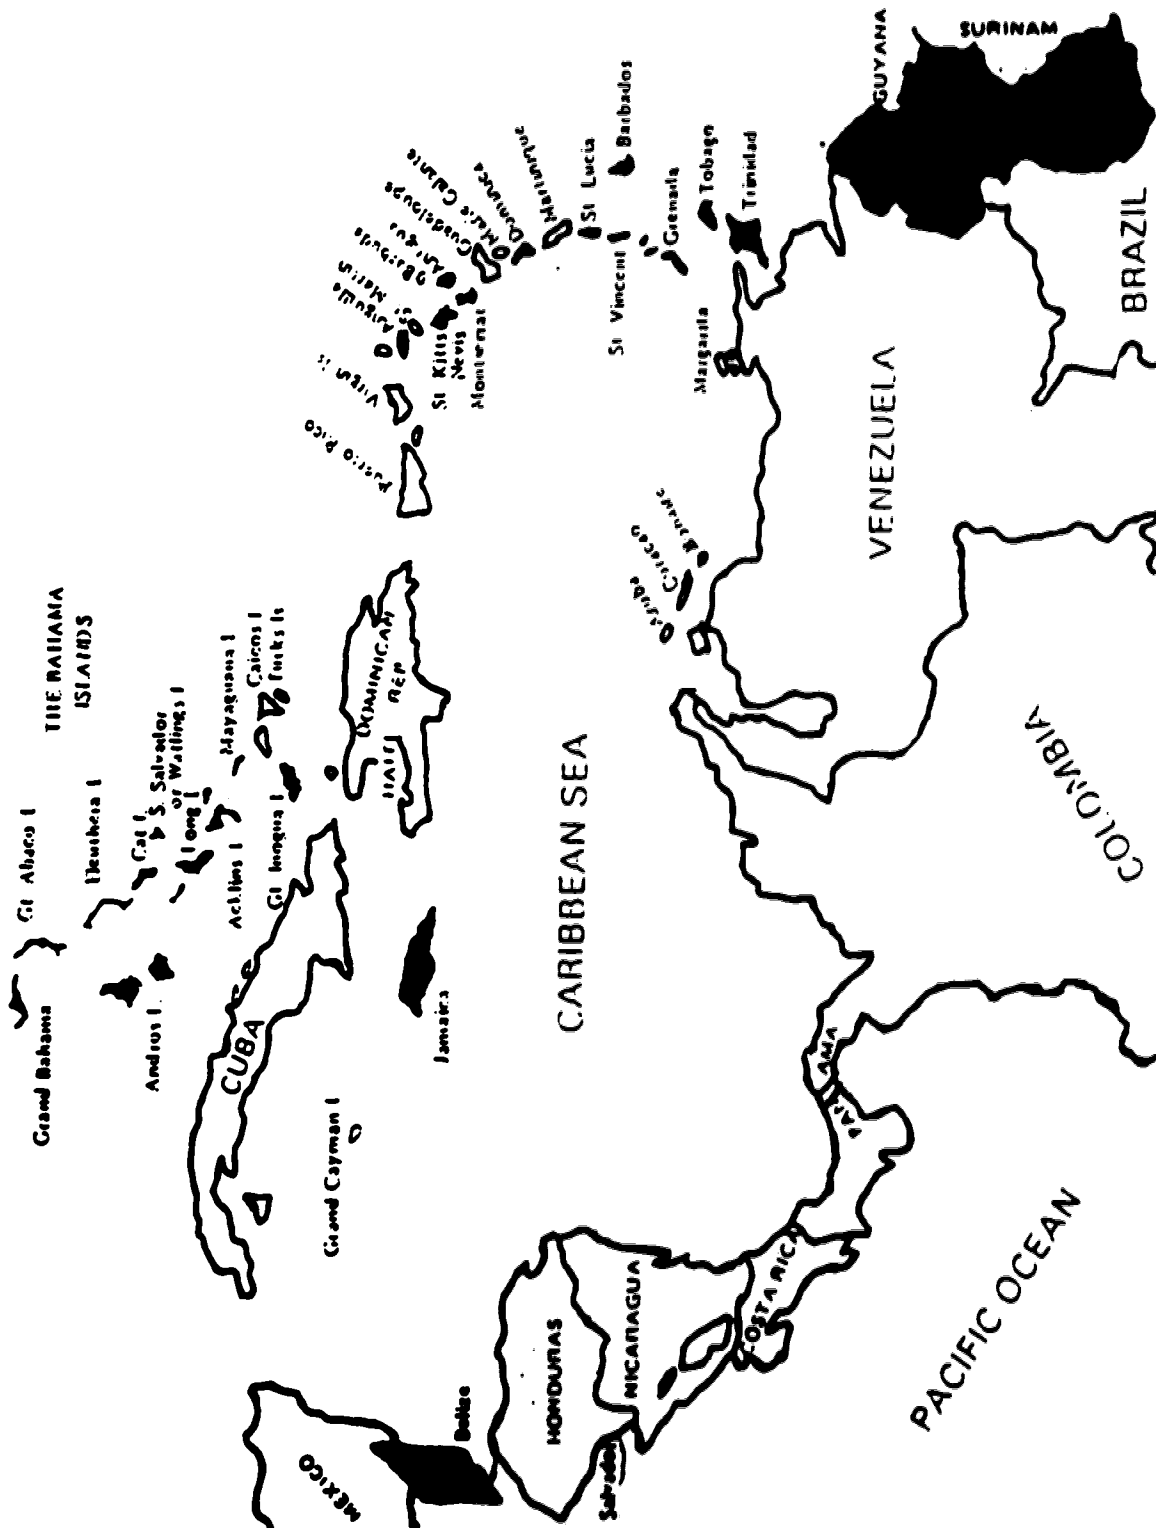 THE BAHAMA
ISLANDS
Gt Abaco I
Grand Bahama
Eleuthera I
Cat I
S. Salvador
or Watlings I
Long I
Andros I.
Acklins I
Mayaguana I
Caicos I
Turks Is
Gt Inagua I
CUBA
Grand Cayman I
Jamaica
HAITI
DOMINICAN
REP
Puerto Rico
Virgin Is
Anguilla
St Martin
Barbuda
Antigua
Guadeloupe
Marie Galante
Dominica
Martinique
St Kitts
Nevis
Montserrat
St Lucia
Barbados
St Vincent
Grenada
Tobago
Trinidad
Margarita
Curacao
Bonaire
CARIBBEAN SEA
MEXICO
Belize
HONDURAS
Salvador
NICARAGUA
COSTA RICA
PANAMA
PACIFIC OCEAN
COLOMBIA
VENEZUELA
GUYANA
SURINAM
BRAZIL